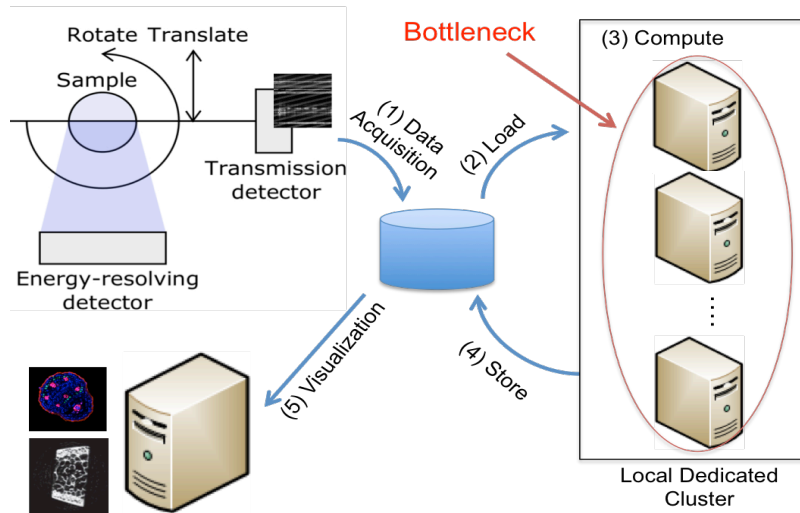 Rotate Translate
Sample
Transmission
detector
Energy-resolving
detector
(1) Data
Acquisition
(2) Load
Bottleneck
(3) Compute
Local Dedicated
Cluster
(4) Store
(5) Visualization